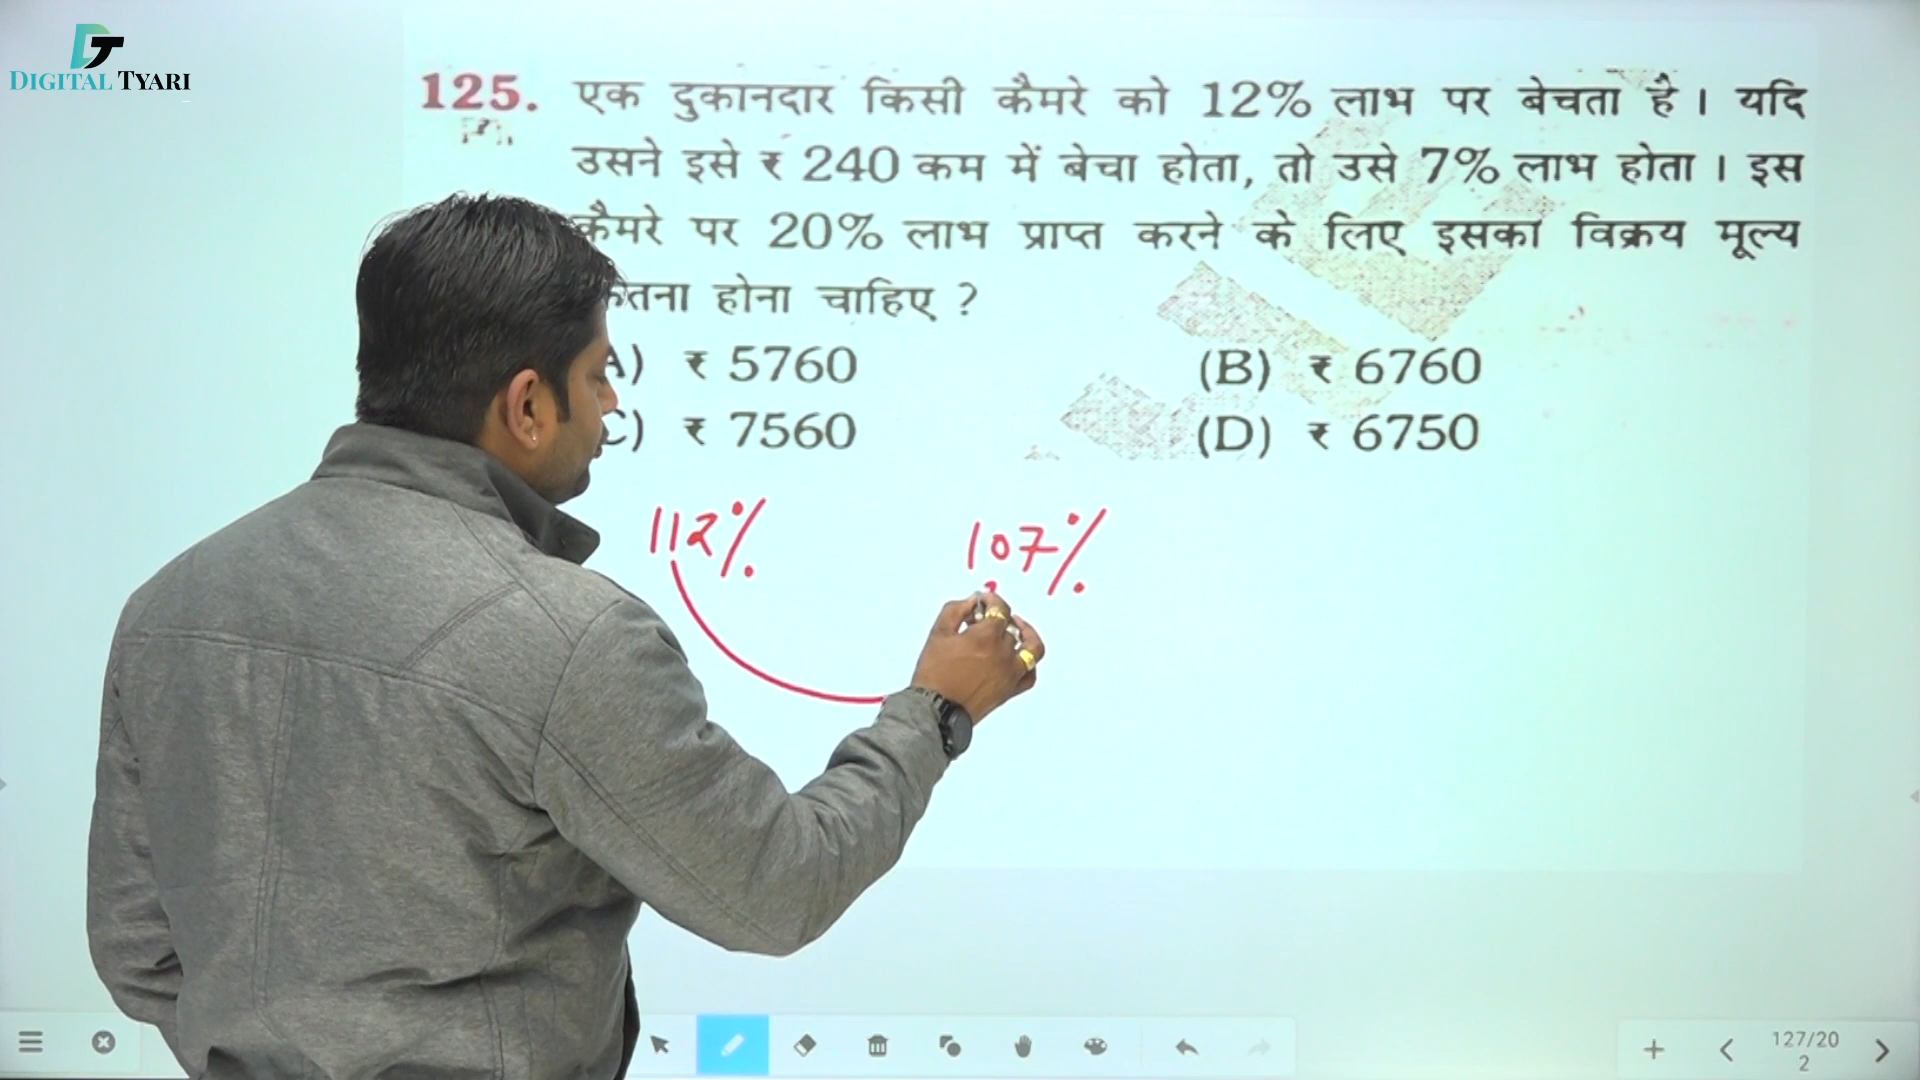 DIGITAL TYARI
125. एक दुकानदार किसी कैमरे को 12% लाभ पर बेचता है । यदि
उसने इसे ₹ 240 कम में बेचा होता, तो उसे 7% लाभ होता । इस
कैमरे पर 20% लाभ प्राप्त करने के लिए इसका विक्रय मूल्य
होना चाहिए ?
A) ₹ 5760 (B) ₹ 6760
C) ₹ 7560 (D) ₹ 6750
112% 107%
127/20
2